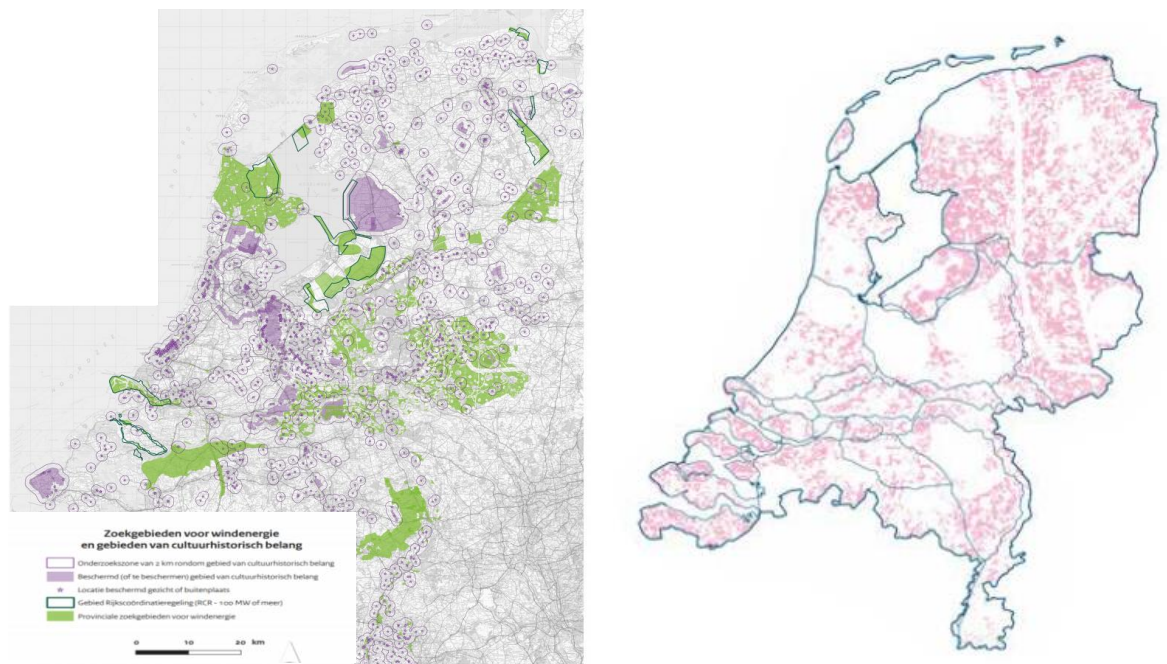 Zoekgebieden voor windenergie
en gebieden van cultuurhistorisch belang
Onderzoekszone van 2 km rondom gebied van cultuurhistorisch belang
Beschermd (of te beschermen) gebied van cultuurhistorisch belang
Locatie beschermd gezicht of buitenplaats
Gebied Rijkscoördinatieregeling (RCR - 100 MW of meer)
Provinciale zoekgebieden voor windenergie
0 10 20 km